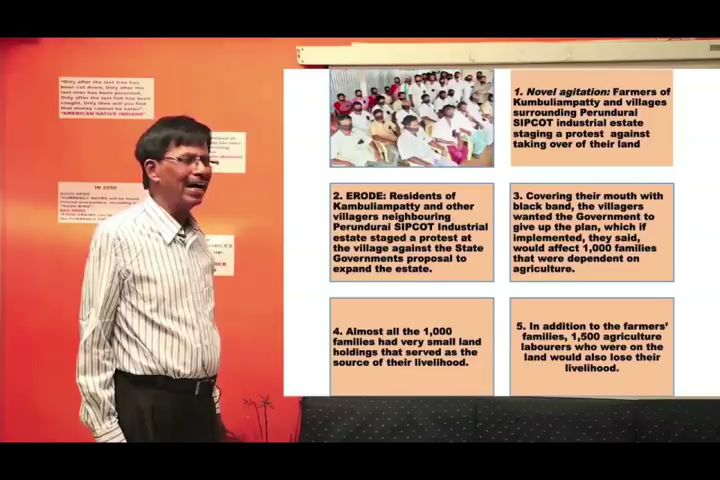 "Only after the last tree has
been cut down, Only after the
last river has been poisoned,
Only after the last fish has been
caught, Only then will you find
that money cannot be eaten".
"AMERICAN NATIVE INDIANS"
IN 2050
GOOD NEWS
up.
1. Novel agitation: Farmers of
Kumbuliampatty and villages
surrounding Perundurai
SIPCOT industrial estate
staging a protest against
taking over of their land
2. ERODE: Residents of
Kambuliampatty and other
villagers neighbouring
Perundurai SIPCOT Industrial
estate staged a protest at
the village against the State
Governments proposal to
expand the estate.
3. Covering their mouth with
black band, the villagers
wanted the Government to
give up the plan, which if
implemented, they said,
would affect 1,000 families
that were dependent on
agriculture.
4. Almost all the 1,000
families had very small land
holdings that served as the
source of their livelihood.
5. In addition to the farmers'
families, 1,500 agriculture
labourers who were on the
land would also lose their
livelihood.